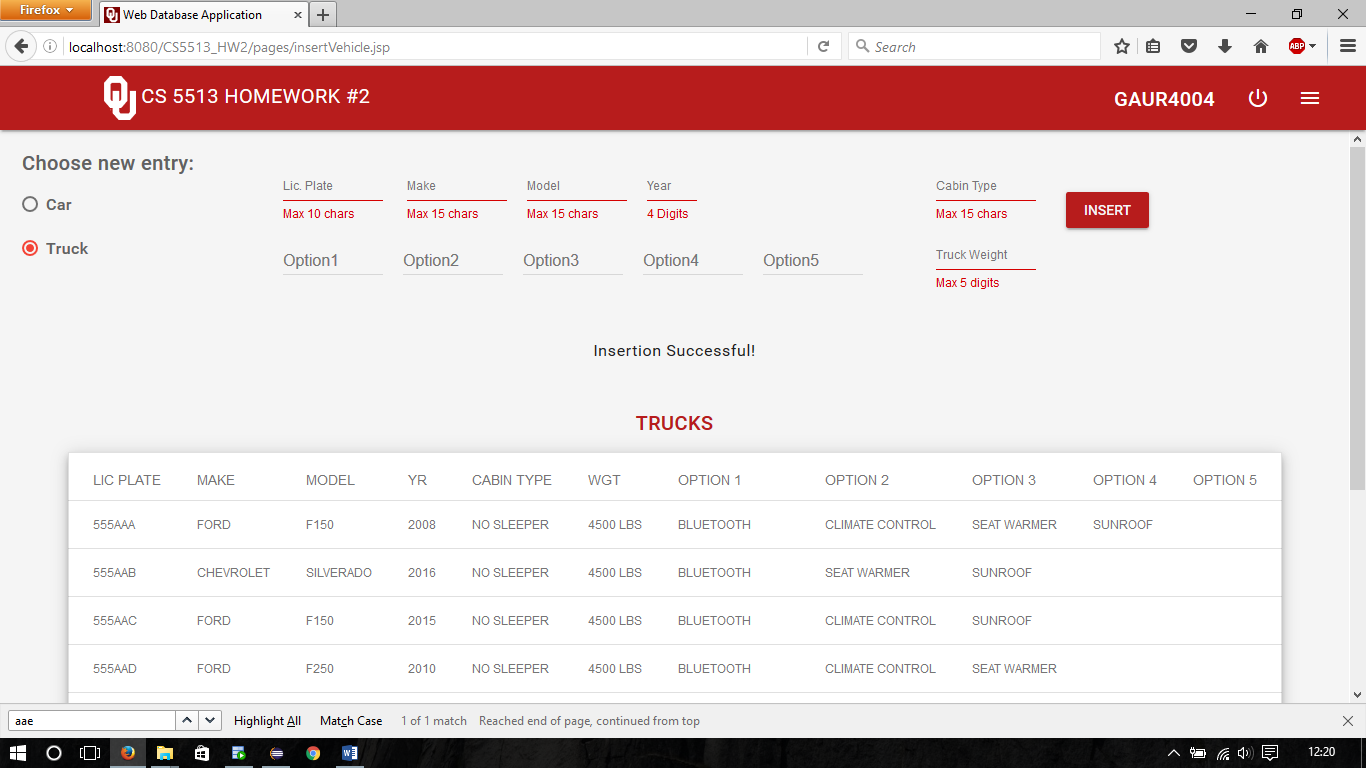 Firefox
Web Database Application
localhost:8080/CS5513_HW2/pages/insertVehicle.jsp
Search
ABP
OU CS 5513 HOMEWORK #2
GAUR4004
Choose new entry:
Car
Truck
Lic. Plate Make Model Year Cabin Type
Max 10 chars Max 15 chars Max 15 chars 4 Digits Max 15 chars
INSERT
Option1 Option2 Option3 Option4 Option5
Truck Weight
Max 5 digits
Insertion Successful!
TRUCKS
LIC PLATE MAKE MODEL YR CABIN TYPE WGT OPTION 1 OPTION 2 OPTION 3 OPTION 4 OPTION 5
555AAA FORD F150 2008 NO SLEEPER 4500 LBS BLUETOOTH CLIMATE CONTROL SEAT WARMER SUNROOF
555AAB CHEVROLET SILVERADO 2016 NO SLEEPER 4500 LBS BLUETOOTH SEAT WARMER SUNROOF
555AAC FORD F150 2015 NO SLEEPER 4500 LBS BLUETOOTH CLIMATE CONTROL SUNROOF
555AAD FORD F250 2010 NO SLEEPER 4500 LBS BLUETOOTH CLIMATE CONTROL SEAT WARMER
aae Highlight All Match Case 1 of 1 match Reached end of page, continued from top
12:20